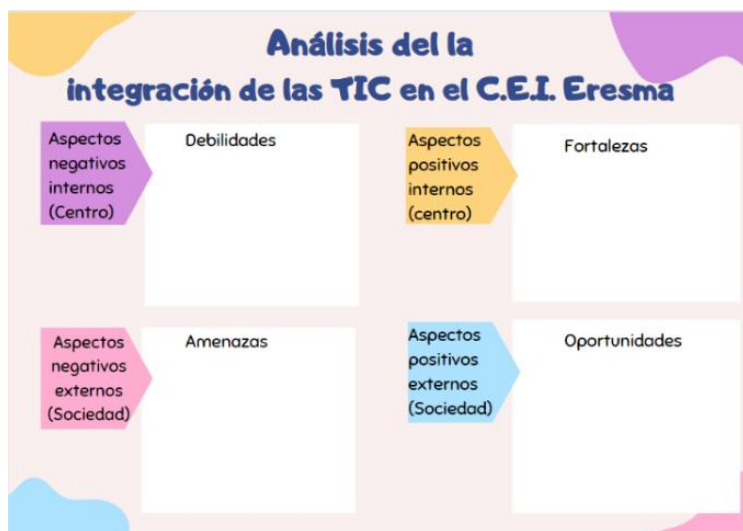 Análisis del la
integración de las TIC en el C.E.I. Eresma
Aspectos
negativos
internos
(Centro)
Debilidades
Aspectos
positivos
internos
(centro)
Fortalezas
Aspectos
negativos
externos
(Sociedad)
Amenazas
Aspectos
positivos
externos
(Sociedad)
Oportunidades